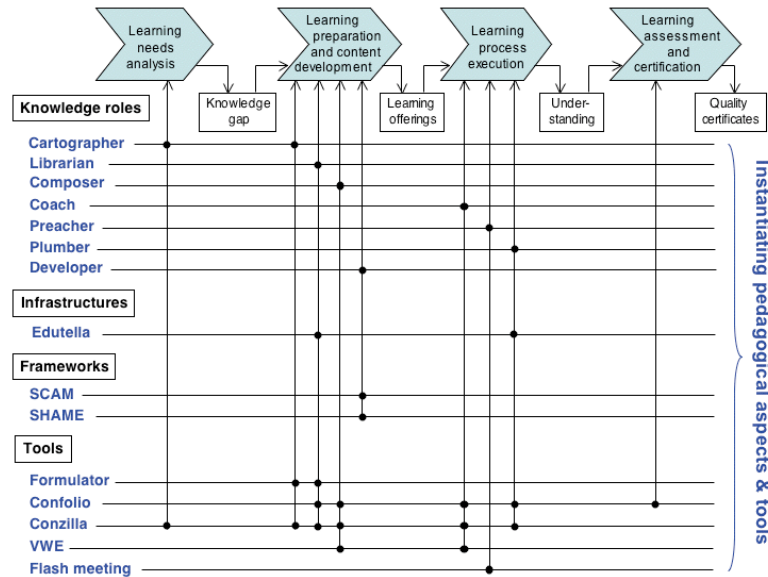 Learning
needs
analysis
Learning
preparation
and content
development
Learning
process
execution
Learning
assessment
and
certification
Knowledge
gap
Learning
offerings
Under-
standing
Quality
certificates
Knowledge roles
Cartographer
Librarian
Composer
Coach
Preacher
Plumber
Developer
Infrastructures
Edutella
Frameworks
SCAM
SHAME
Tools
Formulator
Confolio
Conzilla
VWE
Flash meeting
Instantiating pedagogical aspects & tools